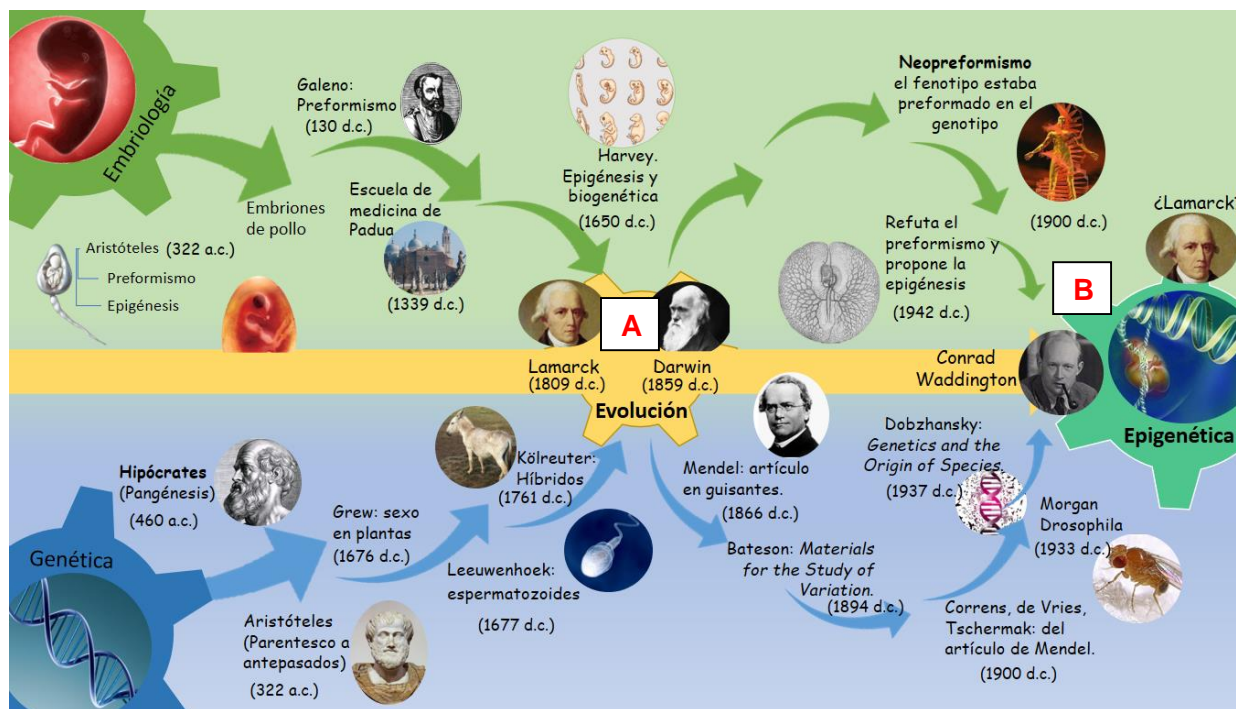 Embriología
Galeno:
Preformismo
(130 d.c.)
Escuela de
medicina de
Padua
(1339 d.c.)
Embriones
de pollo
Aristóteles (322 a.c.)
Preformismo
Epigénesis
Harvey.
Epigénesis y
biogenética
(1650 d.c.)
Neopreformismo
el fenotipo estaba
preformado en el
genotipo
(1900 d.c.)
Refuta el
preformismo y
propone la
epigénesis
(1942 d.c.)
¿Lamarck?
A
B
Lamarck
(1809 d.c.)
Darwin
(1859 d.c.)
Evolución
Conrad
Waddington
Epigenética
Genética
Hipócrates
(Pangénesis)
(460 a.c.)
Aristóteles
(Parentesco a
antepasados)
(322 a.c.)
Grew: sexo
en plantas
(1676 d.c.)
Kölreuter:
Híbridos
(1761 d.c.)
Leeuwenhoek:
espermatozoides
(1677 d.c.)
Mendel: artículo
en guisantes.
(1866 d.c.)
Bateson: Materials
for the Study of
Variation.
(1894 d.c.)
Dobzhansky:
Genetics and the
Origin of Species.
(1937 d.c.)
Morgan
Drosophila
(1933 d.c.)
Correns, de Vries,
Tschermak: del
artículo de Mendel.
(1900 d.c.)